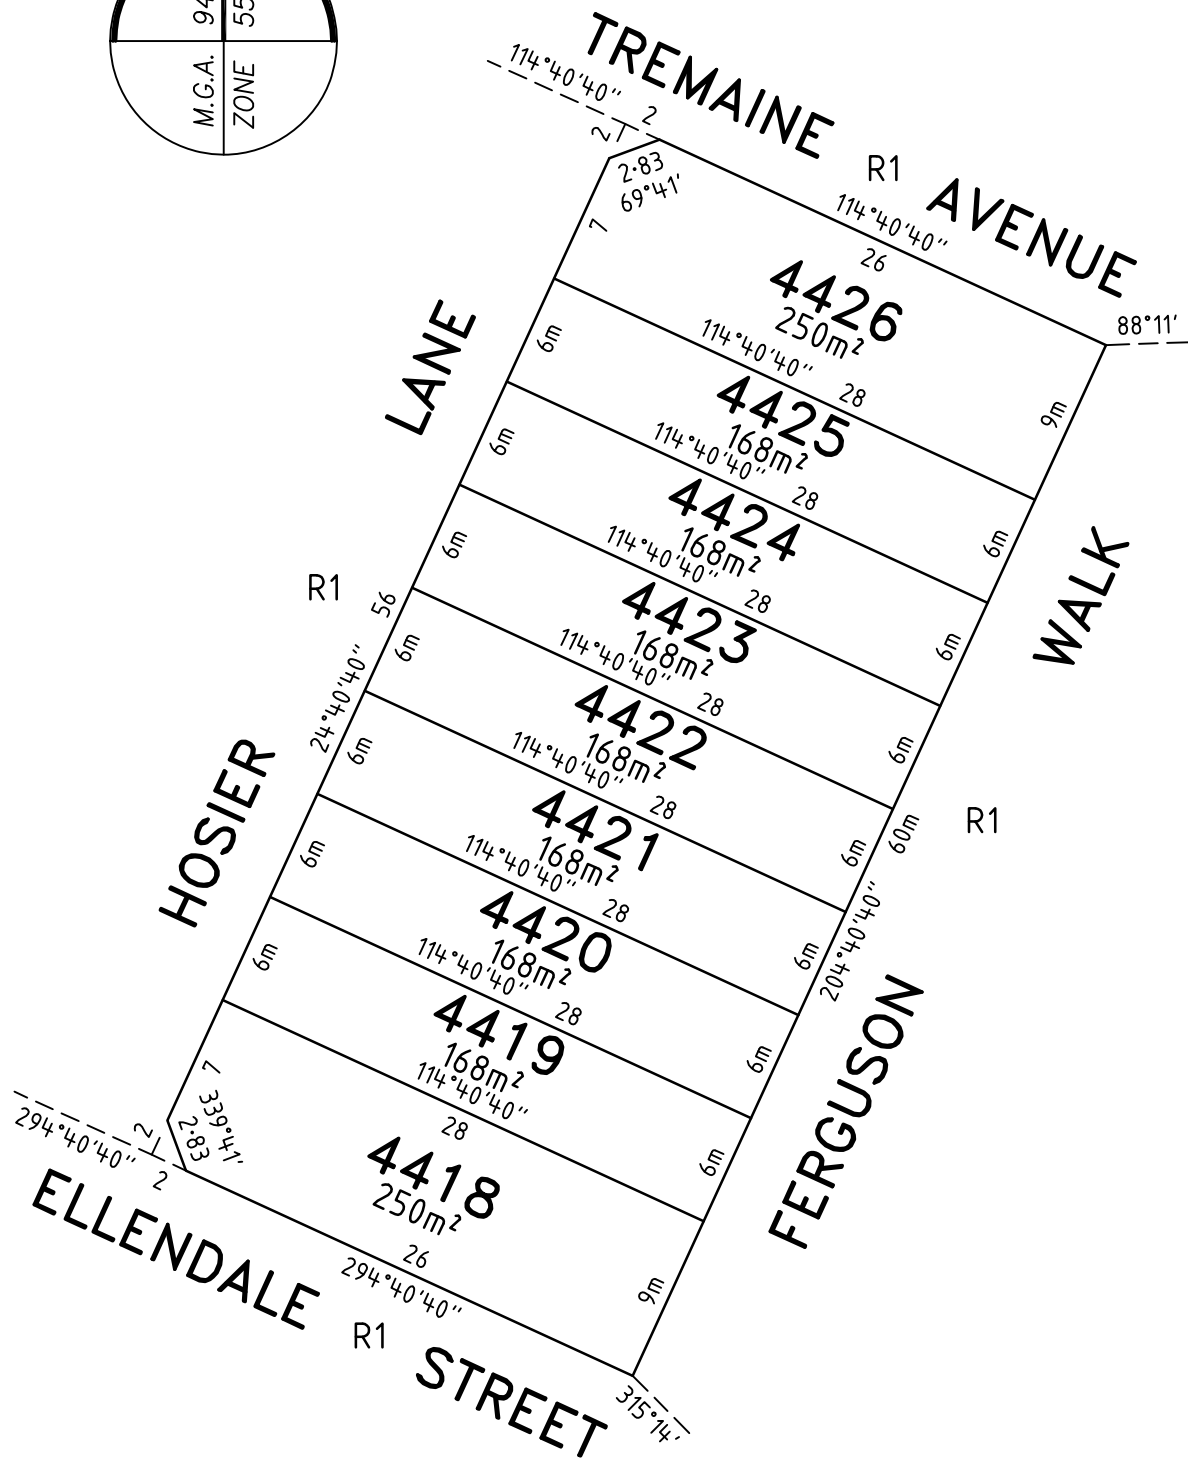 M.G.A. 94
ZONE 55
TREMAINE AVENUE
R1
114°40'40"
2
2
2·83
69°41'
114°40'40"
26
88°11'
7
4426
250m²
9m
114°40'40"
28
6m
4425
168m²
6m
114°40'40"
28
6m
4424
168m²
6m
114°40'40"
28
6m
4423
168m²
6m
114°40'40"
28
6m
4422
168m²
6m
114°40'40"
28
6m
4421
168m²
6m
114°40'40"
28
6m
4420
168m²
6m
114°40'40"
28
6m
4419
168m²
6m
114°40'40"
28
7
4418
250m²
9m
339°41'
2·83
2
2
294°40'40"
26
294°40'40"
315°14'
HOSIER LANE
R1
56
24°40'40"
FERGUSON WALK
R1
60m
204°40'40"
ELLENDALE STREET
R1